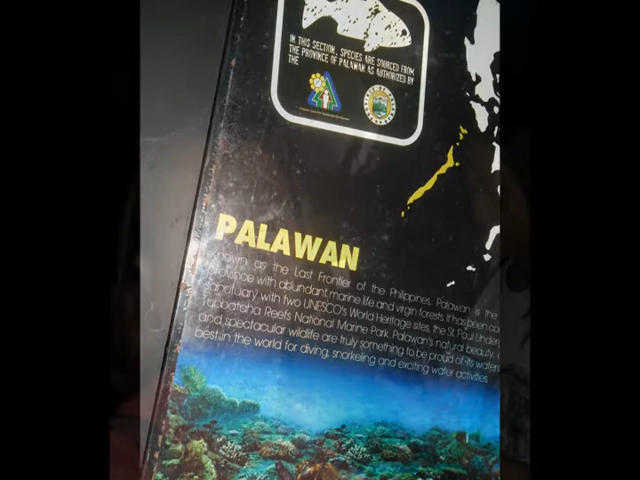 IN THIS SECTION, SPECIES ARE SOURCED FROM
THE PROVINCE OF PALAWAN AS AUTHORIZED BY
THE
PALAWAN
Known as the Last Frontier of the Philippines, Palawan is the
province with abundant marine life and virgin forests. It has been
sanctuary with two UNESCO's World Heritage sites, the St. Paul
Tubbataha Reefs National Marine Park. Palawan's natural beauty,
and spectacular wildlife are truly something to be proud of-its
best in the world for diving, snorkeling and exciting water activities